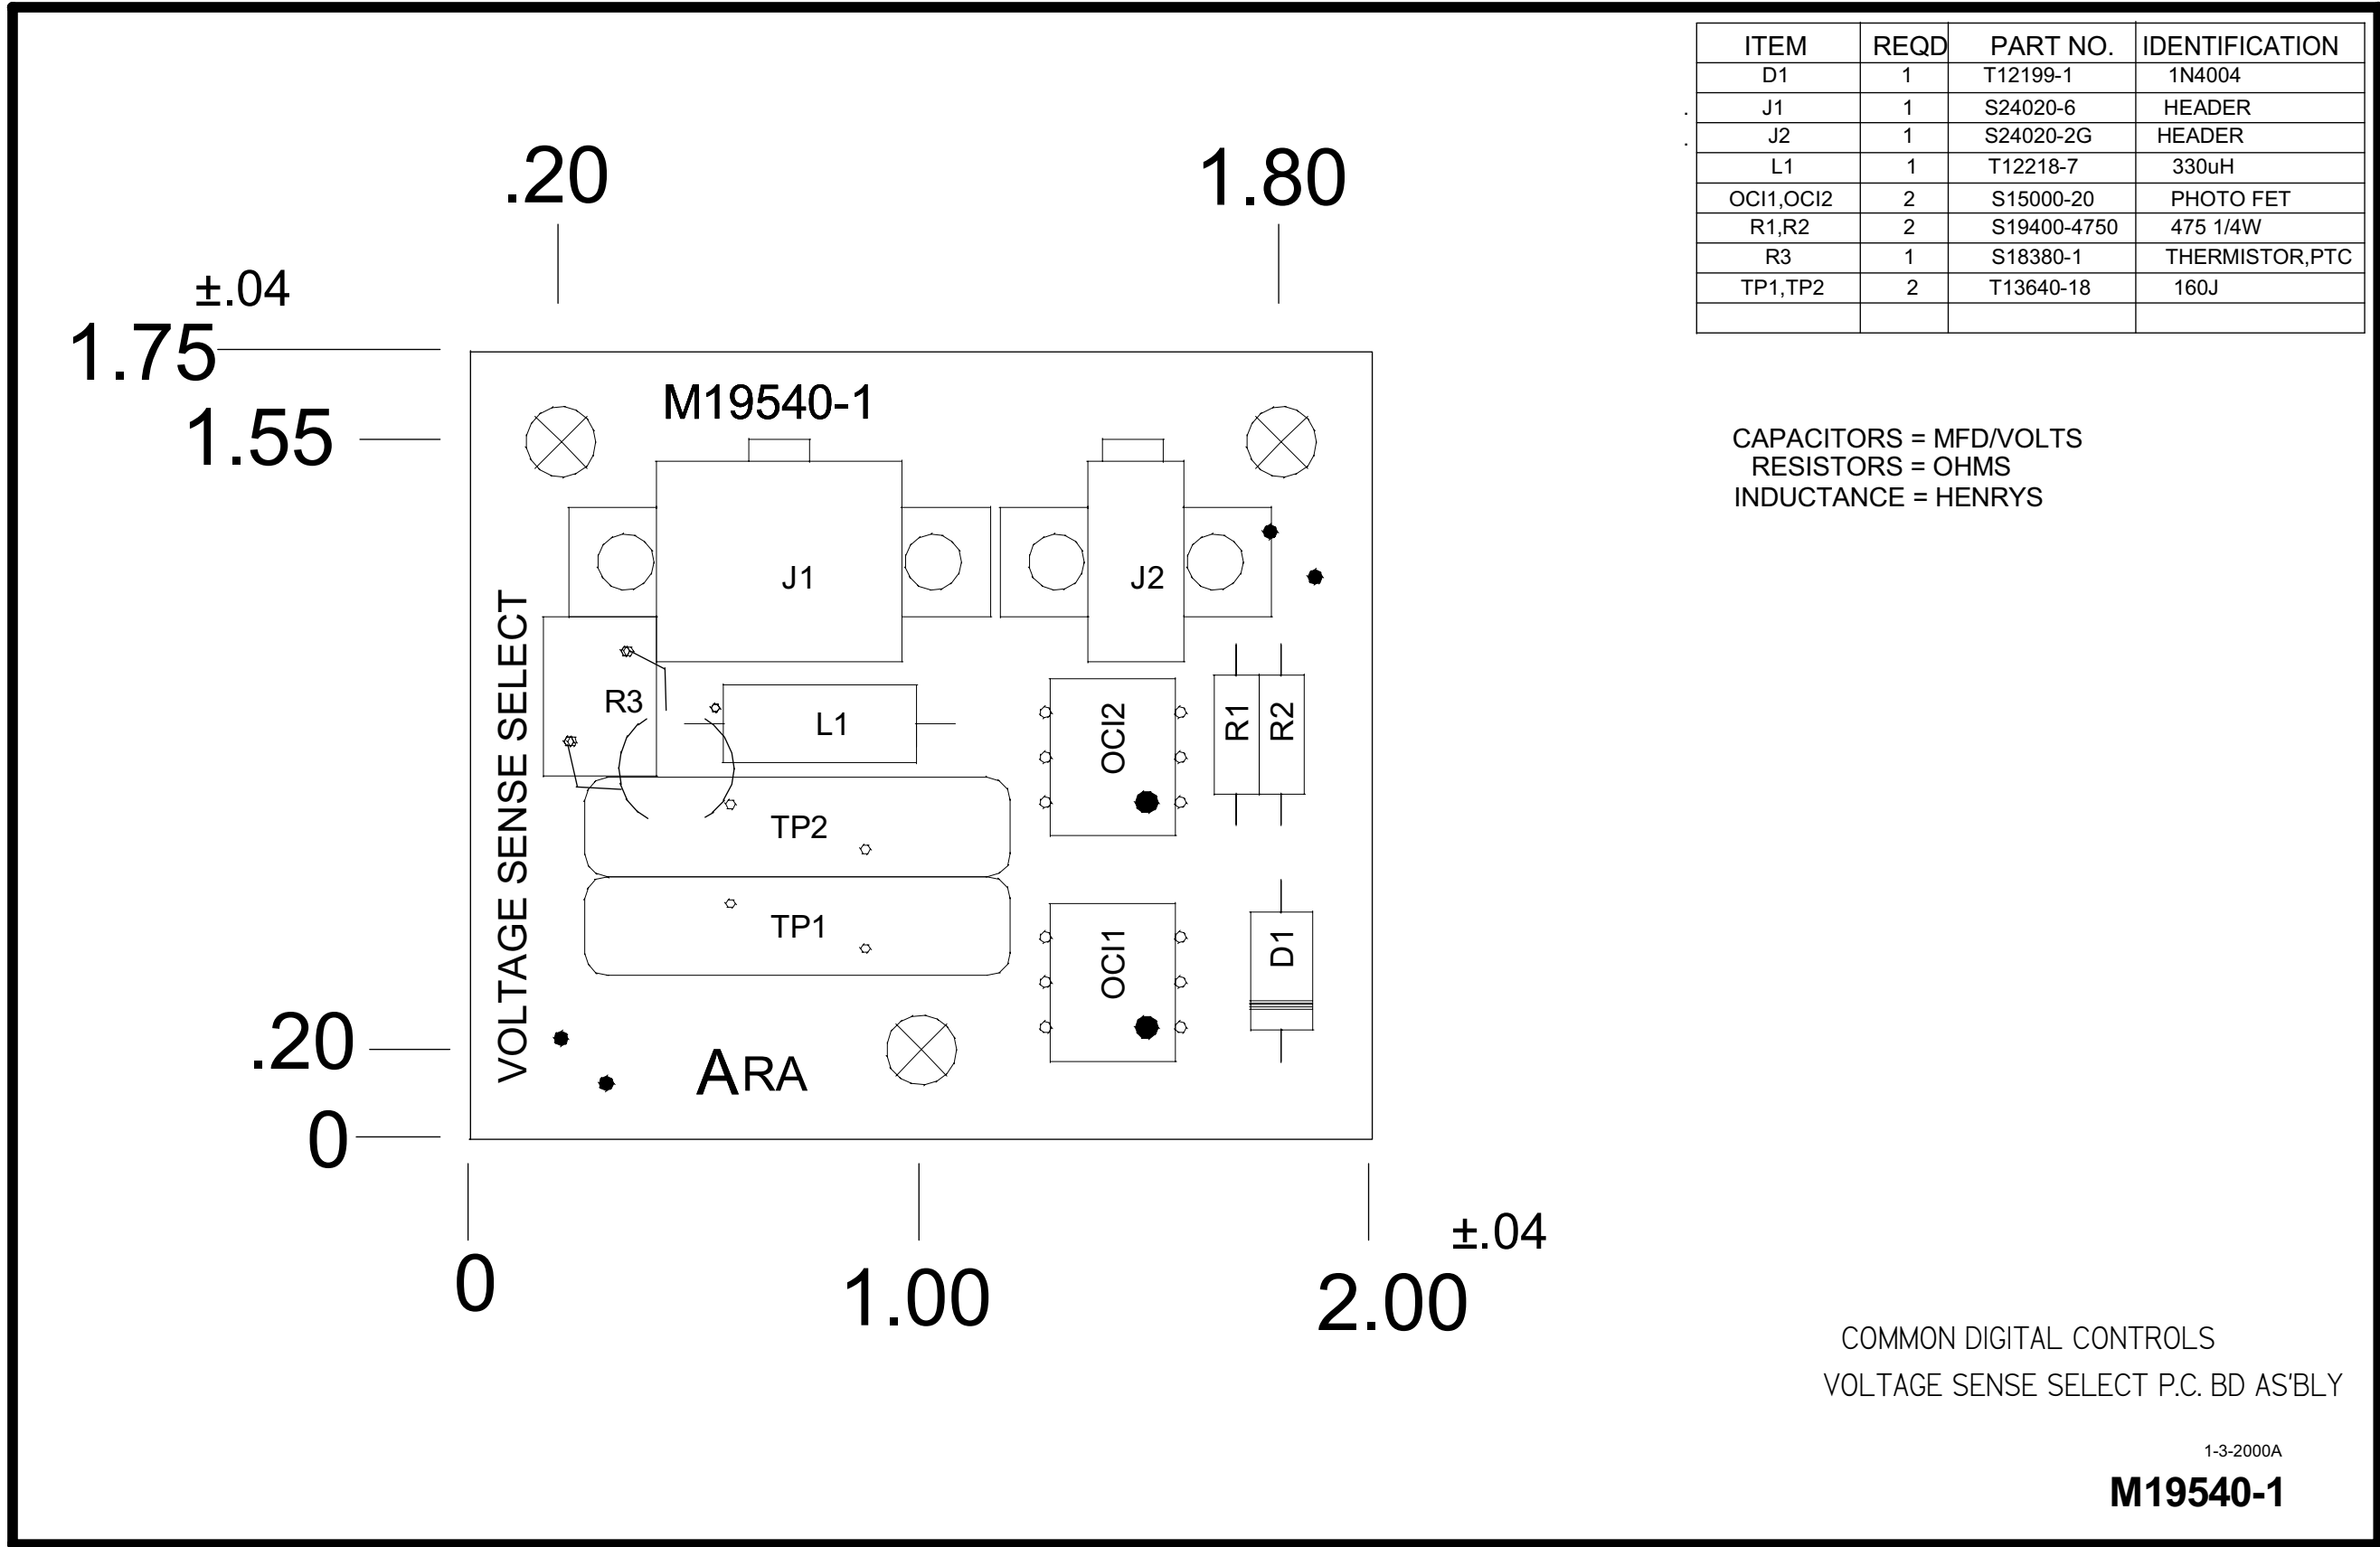 ITEM REQD PART NO. IDENTIFICATION
D1 1 T12199-1 1N4004
J1 1 S24020-6 HEADER
J2 1 S24020-2G HEADER
L1 1 T12218-7 330uH
OCI1,OCI2 2 S15000-20 PHOTO FET
R1,R2 2 S19400-4750 475 1/4W
R3 1 S18380-1 THERMISTOR,PTC
TP1,TP2 2 T13640-18 160J
CAPACITORS = MFD/VOLTS
RESISTORS = OHMS
INDUCTANCE = HENRYS
.20
1.80
±.04
1.75
1.55
M19540-1
J1
J2
VOLTAGE SENSE SELECT
R3
L1
OCI2
R1
R2
TP2
TP1
OCI1
D1
ARA
.20
0
0
1.00
±.04
2.00
COMMON DIGITAL CONTROLS
VOLTAGE SENSE SELECT P.C. BD AS'BLY
1-3-2000A
M19540-1